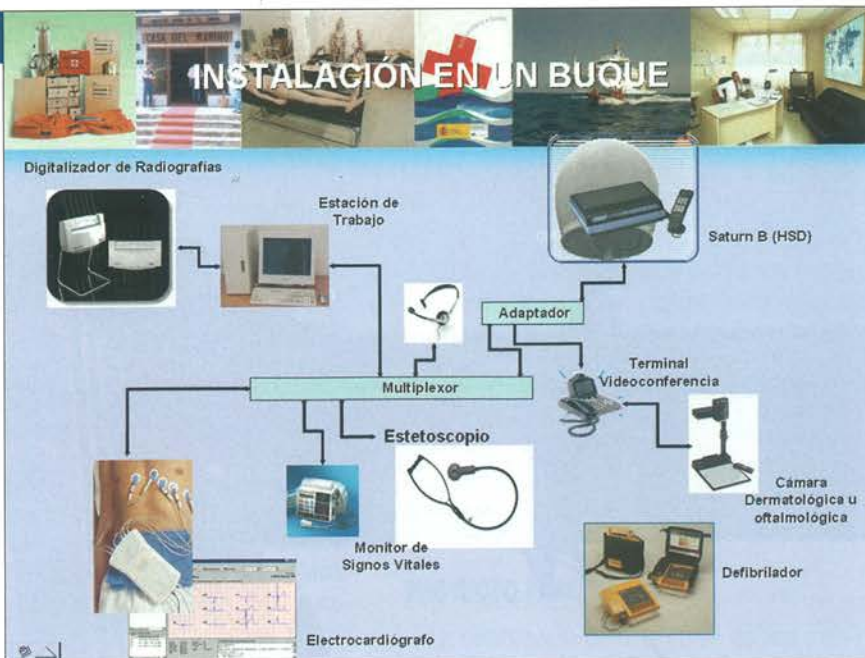 CASA DEL MARINO
INSTALACIÓN EN UN BUQUE
Digitalizador de Radiografías
Estación de
Trabajo
Saturn B (HSD)
Adaptador
Terminal
Videoconferencia
Multiplexor
Estetoscopio
Cámara
Dermatológica u
oftalmológica
Monitor de
Signos Vitales
Defibrilador
Electrocardiógrafo